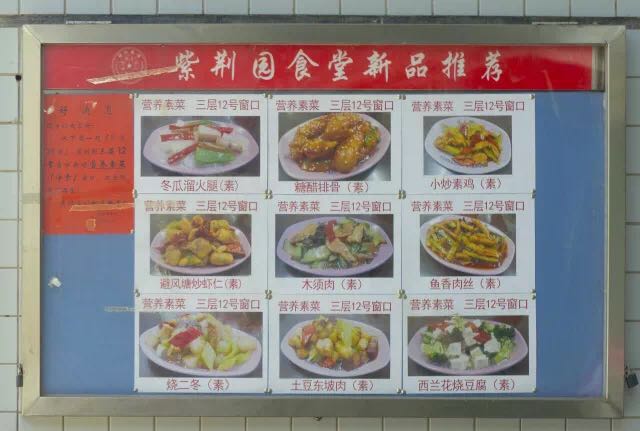 紫荆园食堂新品推荐
好消息
营养素菜 三层12号窗口
营养素菜 三层12号窗口
营养素菜 三层12号窗口
冬瓜溜火腿(素)
糖醋排骨(素)
小炒素鸡(素)
营养素菜 三层12号窗口
营养素菜 三层12号窗口
营养素菜 三层12号窗口
避风塘炒虾仁(素)
木须肉(素)
鱼香肉丝(素)
营养素菜 三层12号窗口
营养素菜 三层12号窗口
营养素菜 三层12号窗口
烧二冬(素)
土豆东坡肉(素)
西兰花烧豆腐(素)